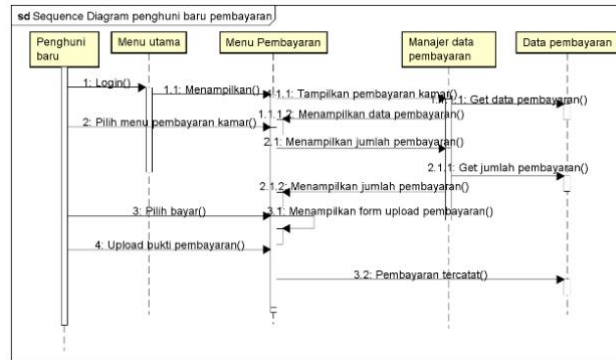 sd Sequence Diagram penghuni baru pembayaran
Penghuni
baru
Menu utama
Menu Pembayaran
Manajer data
pembayaran
Data pembayaran
1: Login()
1.1: Menampilkan()
1.1.1: Tampilkan pembayaran kamar()
1.1.1.1: Get data pembayaran()
1.1.1.2: Menampilkan data pembayaran()
2: Pilih menu pembayaran kamar()
2.1: Menampilkan jumlah pembayaran()
2.1.1: Get jumlah pembayaran()
2.1.2: Menampilkan jumlah pembayaran()
3: Pilih bayar()
3.1: Menampilkan form upload pembayaran()
4: Upload bukti pembayaran()
3.2: Pembayaran tercatat()